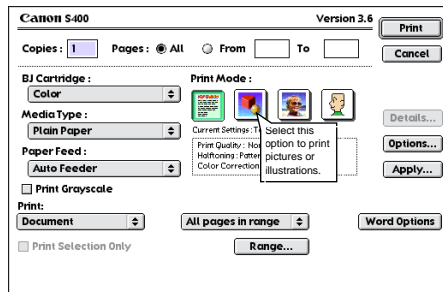 Canon S400 Version 3.6
Print
Copies : 1 Pages : All From To
Cancel
BJ Cartridge :
Color
Print Mode :
Media Type :
Plain Paper
Current Settings : T
Select this option to print pictures or illustrations.
Print Quality : Nor
Halftoning : Patter
Color Correction
Paper Feed :
Auto Feeder
Details...
Options...
Apply...
Print Grayscale
Print:
Document
All pages in range
Word Options
Print Selection Only
Range...